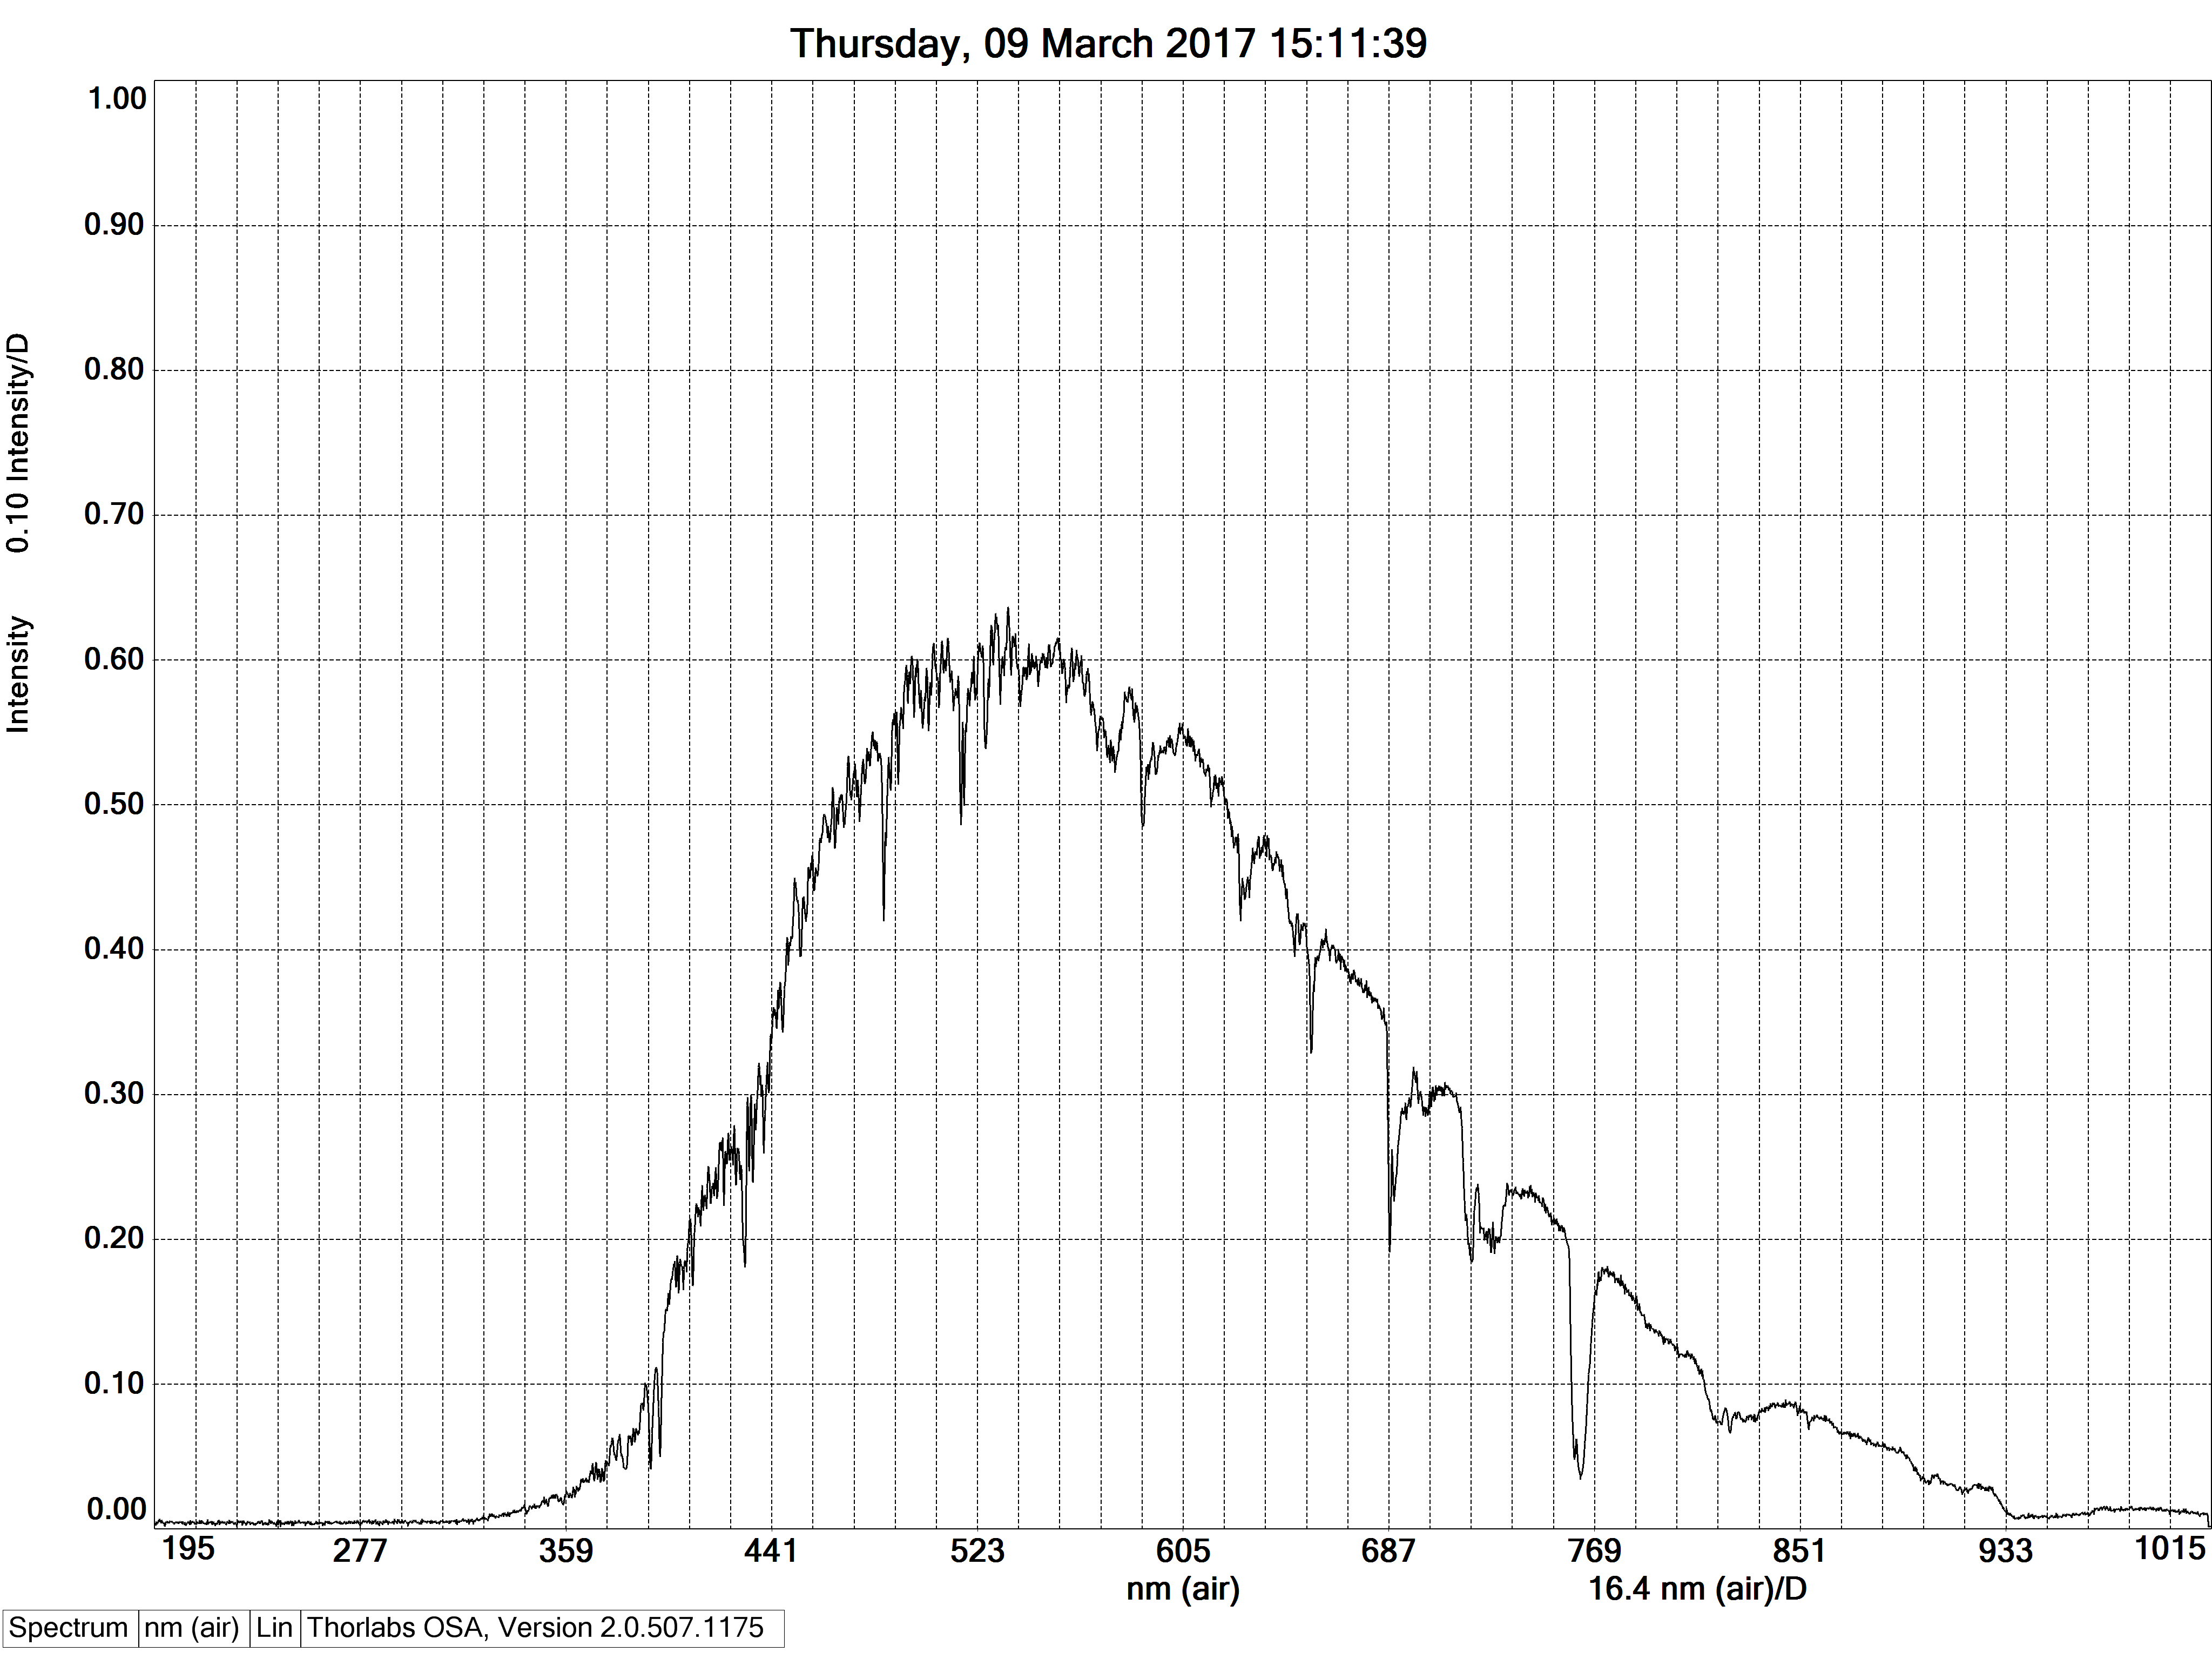 Thursday, 09 March 2017 15:11:39
1.00
0.90
0.80
0.70
0.60
0.50
0.40
0.30
0.20
0.10
0.00
Intensity 0.10 Intensity/D
195 277 359 441 523 605 687 769 851 933 1015
nm (air) 16.4 nm (air)/D
Spectrum nm (air) Lin Thorlabs OSA, Version 2.0.507.1175